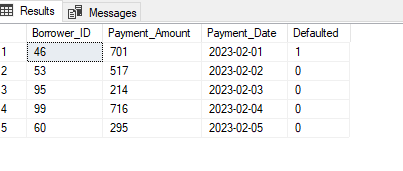 Results Messages
Borrower_ID Payment_Amount Payment_Date Defaulted
1 46 701 2023-02-01 1
2 53 517 2023-02-02 0
3 95 214 2023-02-03 0
4 99 716 2023-02-04 0
5 60 295 2023-02-05 0